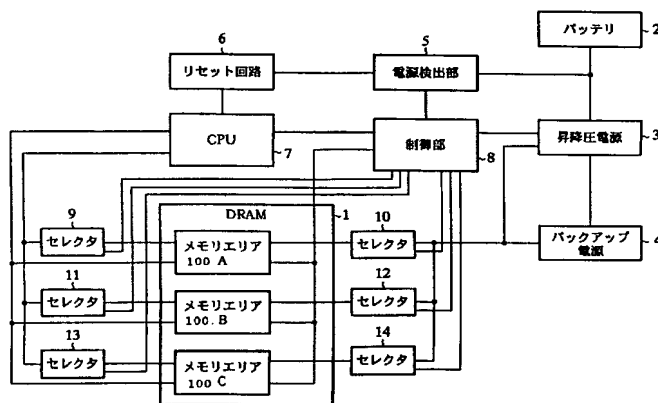 バッテリ
2
6
リセット回路
5
電源検出部
CPU
7
制御部
8
昇降圧電源
3
DRAM
1
9
セレクタ
メモリエリア
100 A
10
セレクタ
バックアップ
電源
4
11
セレクタ
メモリエリア
100.B
12
セレクタ
13
セレクタ
メモリエリア
100 C
14
セレクタ